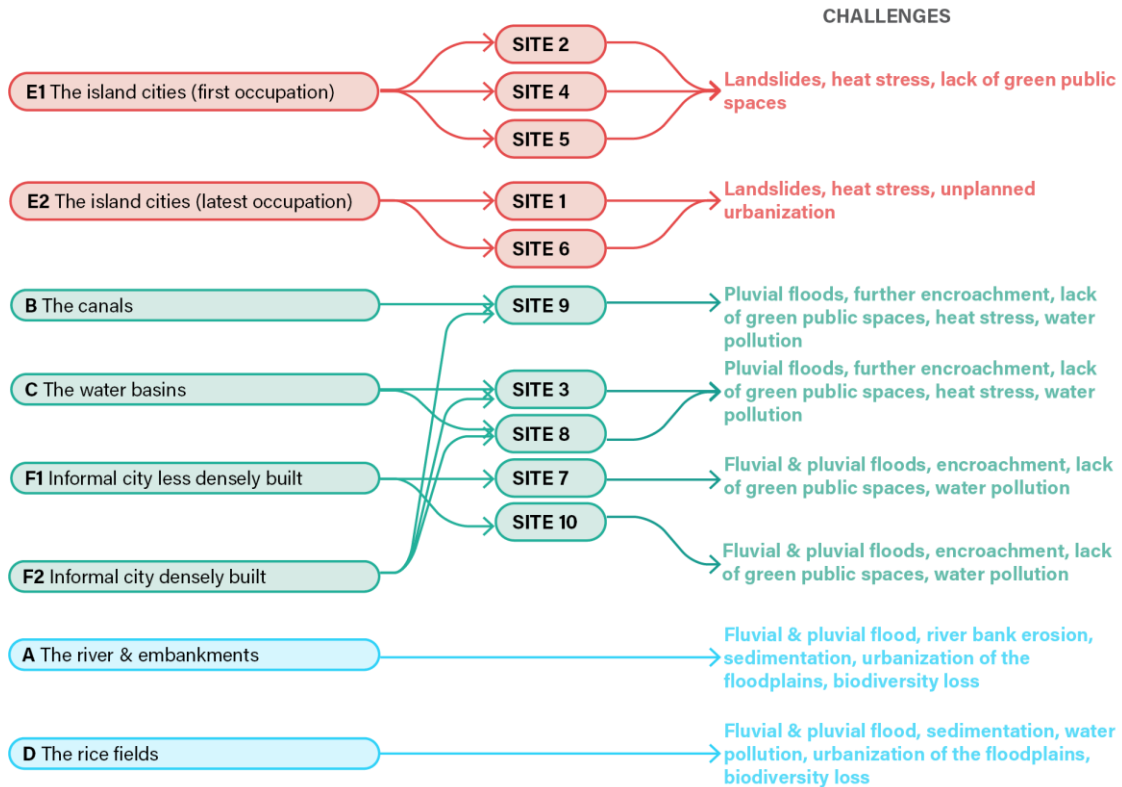 CHALLENGES
E1 The island cities (first occupation)
SITE 2
SITE 4
SITE 5
Landslides, heat stress, lack of green public
spaces
E2 The island cities (latest occupation)
SITE 1
SITE 6
Landslides, heat stress, unplanned
urbanization
B The canals
SITE 9
Pluvial floods, further encroachment, lack
of green public spaces, heat stress, water
pollution
C The water basins
SITE 3
SITE 8
Pluvial floods, further encroachment, lack
of green public spaces, heat stress, water
pollution
F1 Informal city less densely built
SITE 7
SITE 10
Fluvial & pluvial floods, encroachment, lack
of green public spaces, water pollution
F2 Informal city densely built
Fluvial & pluvial floods, encroachment, lack
of green public spaces, water pollution
A The river & embankments
Fluvial & pluvial flood, river bank erosion,
sedimentation, urbanization of the
floodplains, biodiversity loss
D The rice fields
Fluvial & pluvial flood, sedimentation, water
pollution, urbanization of the floodplains,
biodiversity loss